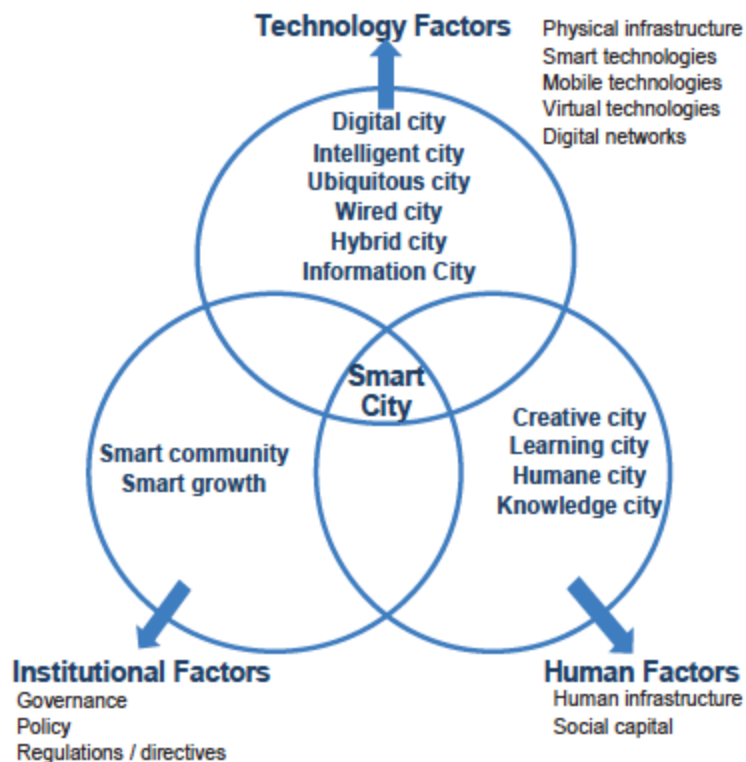 Technology Factors
Physical infrastructure
Smart technologies
Mobile technologies
Virtual technologies
Digital networks
Digital city
Intelligent city
Ubiquitous city
Wired city
Hybrid city
Information City
Smart
City
Smart community
Smart growth
Creative city
Learning city
Humane city
Knowledge city
Institutional Factors
Governance
Policy
Regulations / directives
Human Factors
Human infrastructure
Social capital